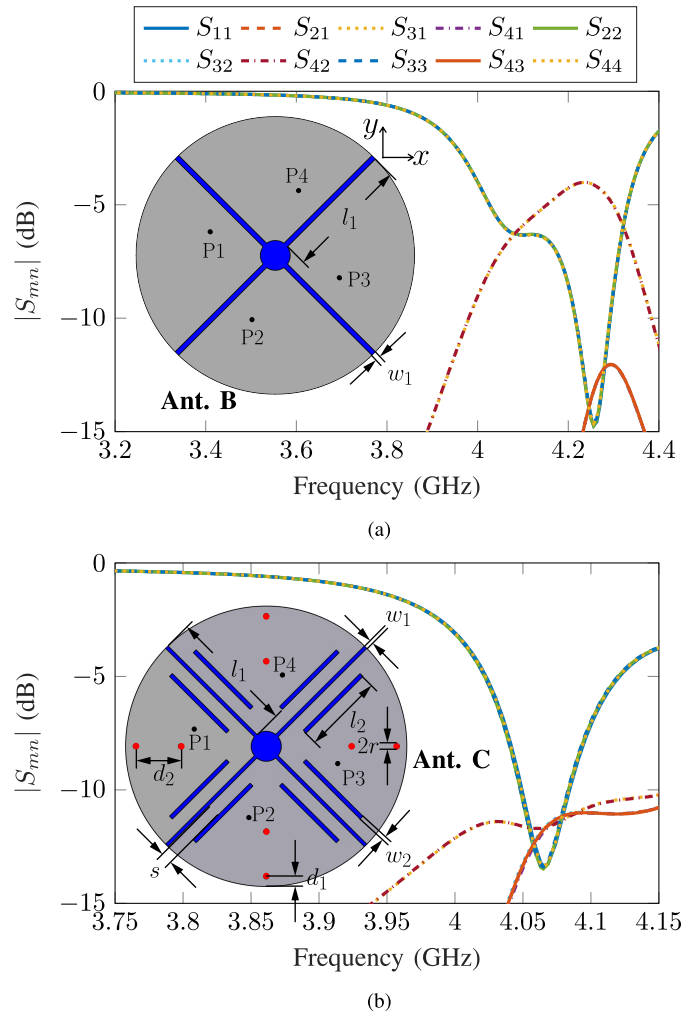 S11 S21 S31 S41 S22
S32 S42 S33 S43 S44
0
−5
−10
−15
|Smn| (dB)
y
x
P4
l1
P1
P3
P2
w1
Ant. B
3.2 3.4 3.6 3.8 4 4.2 4.4
Frequency (GHz)
(a)
0
−5
−10
−15
|Smn| (dB)
w1
l1
P4
l2
P1
2r
Ant. C
d2
P3
P2
s
d1
w2
3.75 3.8 3.85 3.9 3.95 4 4.05 4.1 4.15
Frequency (GHz)
(b)